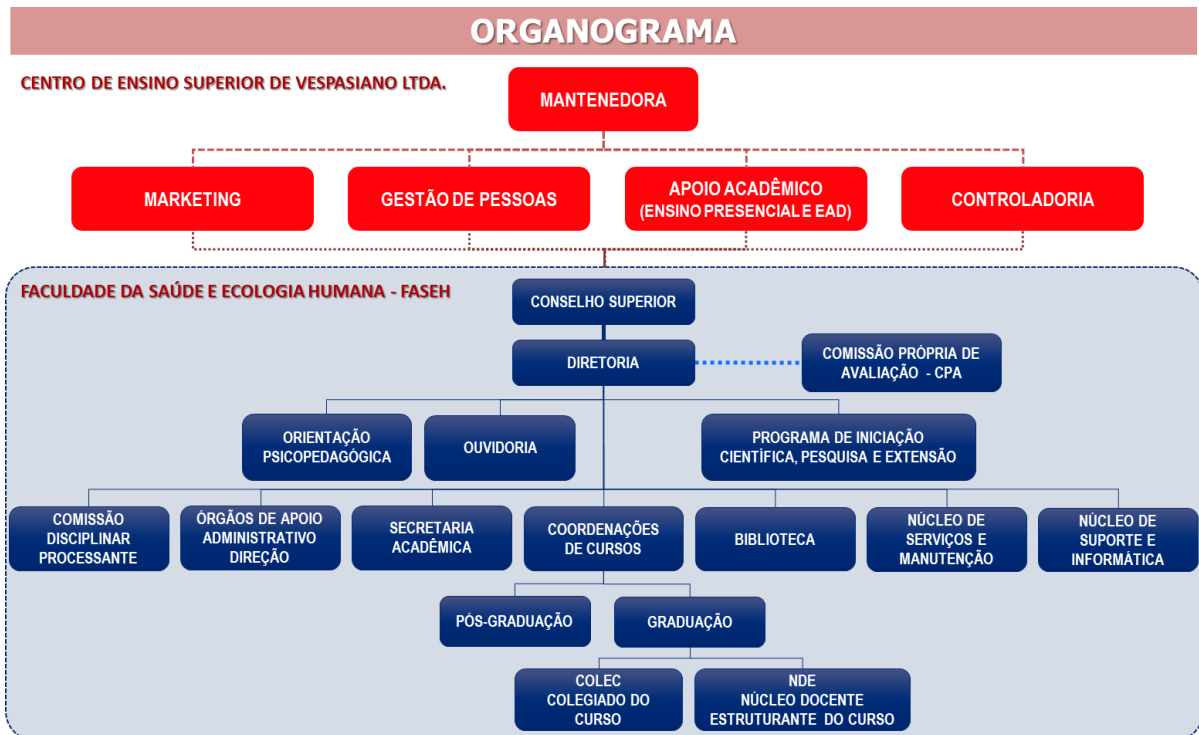 ORGANOGRAMA
CENTRO DE ENSINO SUPERIOR DE VESPASIANO LTDA.
MANTENEDORA
MARKETING
GESTÃO DE PESSOAS
APOIO ACADÊMICO
(ENSINO PRESENCIAL E EAD)
CONTROLADORIA
FACULDADE DA SAÚDE E ECOLOGIA HUMANA - FASEH
CONSELHO SUPERIOR
DIRETORIA
COMISSÃO PRÓPRIA DE
AVALIAÇÃO - CPA
ORIENTAÇÃO
PSICOPEDAGÓGICA
OUVIDORIA
PROGRAMA DE INICIAÇÃO
CIENTÍFICA, PESQUISA E EXTENSÃO
COMISSÃO
DISCIPLINAR
PROCESSANTE
ÓRGÃOS DE APOIO
ADMINISTRATIVO
DIREÇÃO
SECRETARIA
ACADÊMICA
COORDENAÇÕES
DE CURSOS
BIBLIOTECA
NÚCLEO DE
SERVIÇOS E
MANUTENÇÃO
NÚCLEO DE
SUPORTE E
INFORMÁTICA
PÓS-GRADUAÇÃO
GRADUAÇÃO
COLEC
COLEGIADO DO
CURSO
NDE
NÚCLEO DOCENTE
ESTRUTURANTE DO CURSO